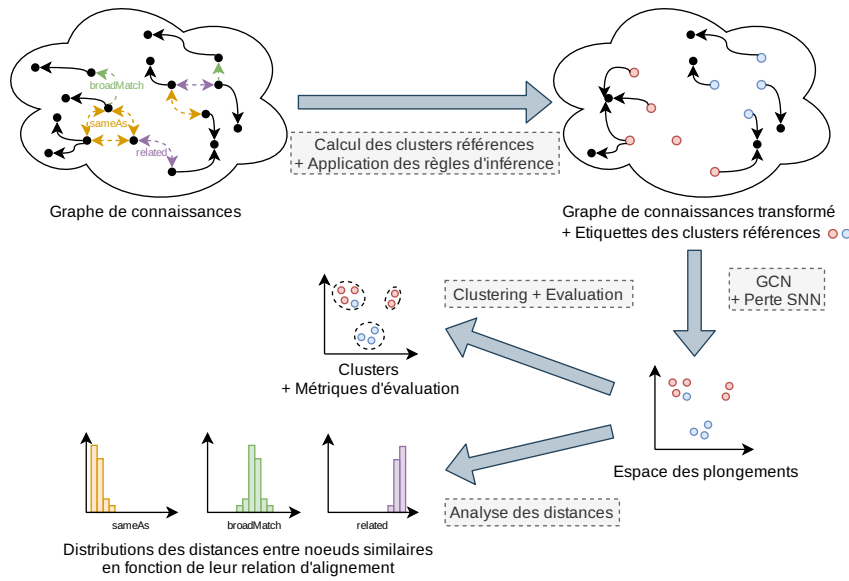 broadMatch
sameAs
related
Graphe de connaissances
Calcul des clusters références
+ Application des règles d'inférence
Graphe de connaissances transformé
+ Etiquettes des clusters références
GCN
+ Perte SNN
Clustering + Evaluation
Clusters
+ Métriques d'évaluation
Espace des plongements
Analyse des distances
sameAs
broadMatch
related
Distributions des distances entre noeuds similaires
en fonction de leur relation d'alignement